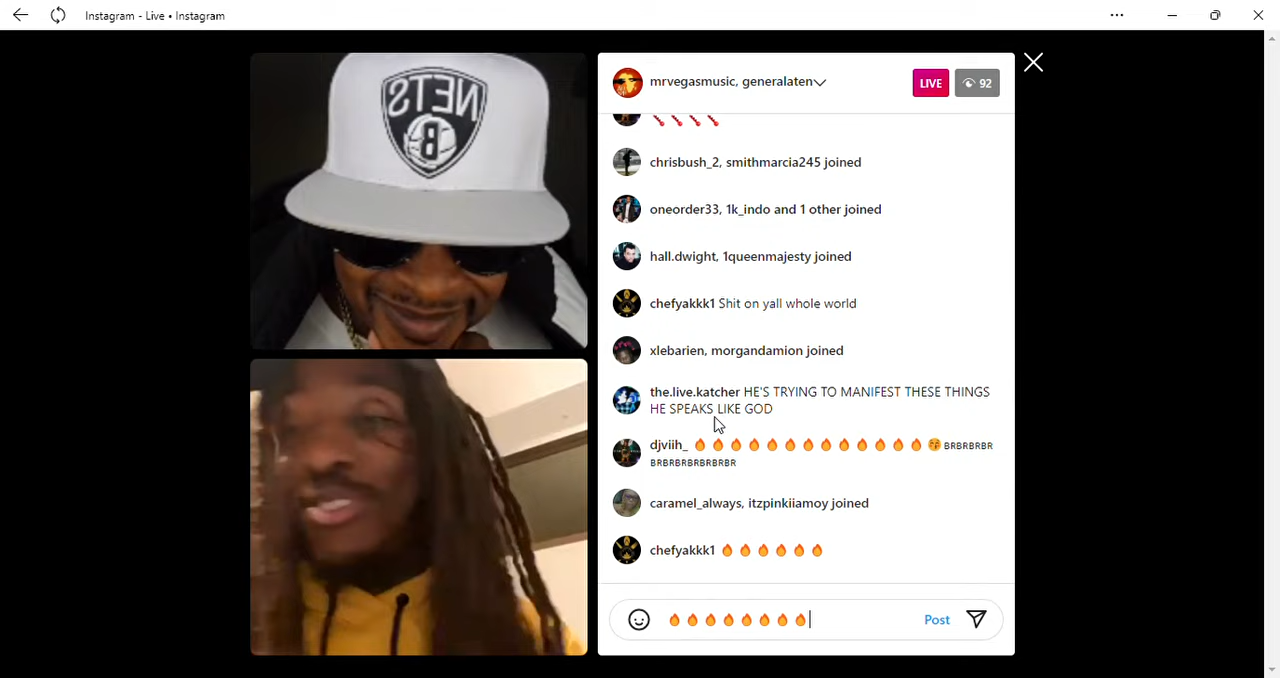 Instagram - Live • Instagram
NETS
B
mrvegasmusic, generalaten
LIVE
92
chrisbush_2, smithmarcia245 joined
oneorder33, 1k_indo and 1 other joined
hall.dwight, 1queenmajesty joined
chefyakkk1 Shit on yall whole world
xlebarien, morgandamion joined
the.live.katcher HE'S TRYING TO MANIFEST THESE THINGS
HE SPEAKS LIKE GOD
djviih_ 🔥🔥🔥🔥🔥🔥🔥🔥🔥🔥🔥🔥🔥😚 BRBRBRBR
BRBRBRBRBRBRBR
caramel_always, itzpinkiiamoy joined
chefyakkk1 🔥🔥🔥🔥🔥🔥
🔥🔥🔥🔥🔥🔥🔥🔥
Post